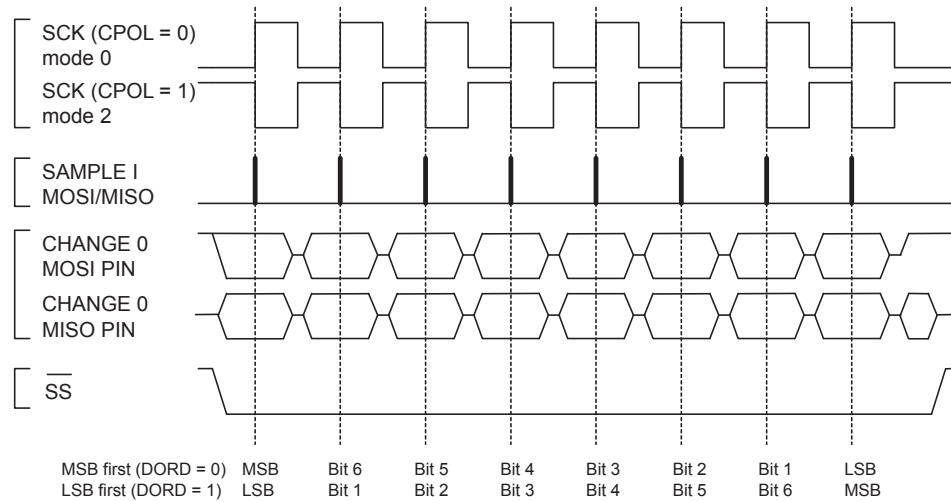 SCK (CPOL = 0)
mode 0
SCK (CPOL = 1)
mode 2
SAMPLE I
MOSI/MISO
CHANGE 0
MOSI PIN
CHANGE 0
MISO PIN
SS
MSB first (DORD = 0) MSB Bit 6 Bit 5 Bit 4 Bit 3 Bit 2 Bit 1 LSB
LSB first (DORD = 1) LSB Bit 1 Bit 2 Bit 3 Bit 4 Bit 5 Bit 6 MSB